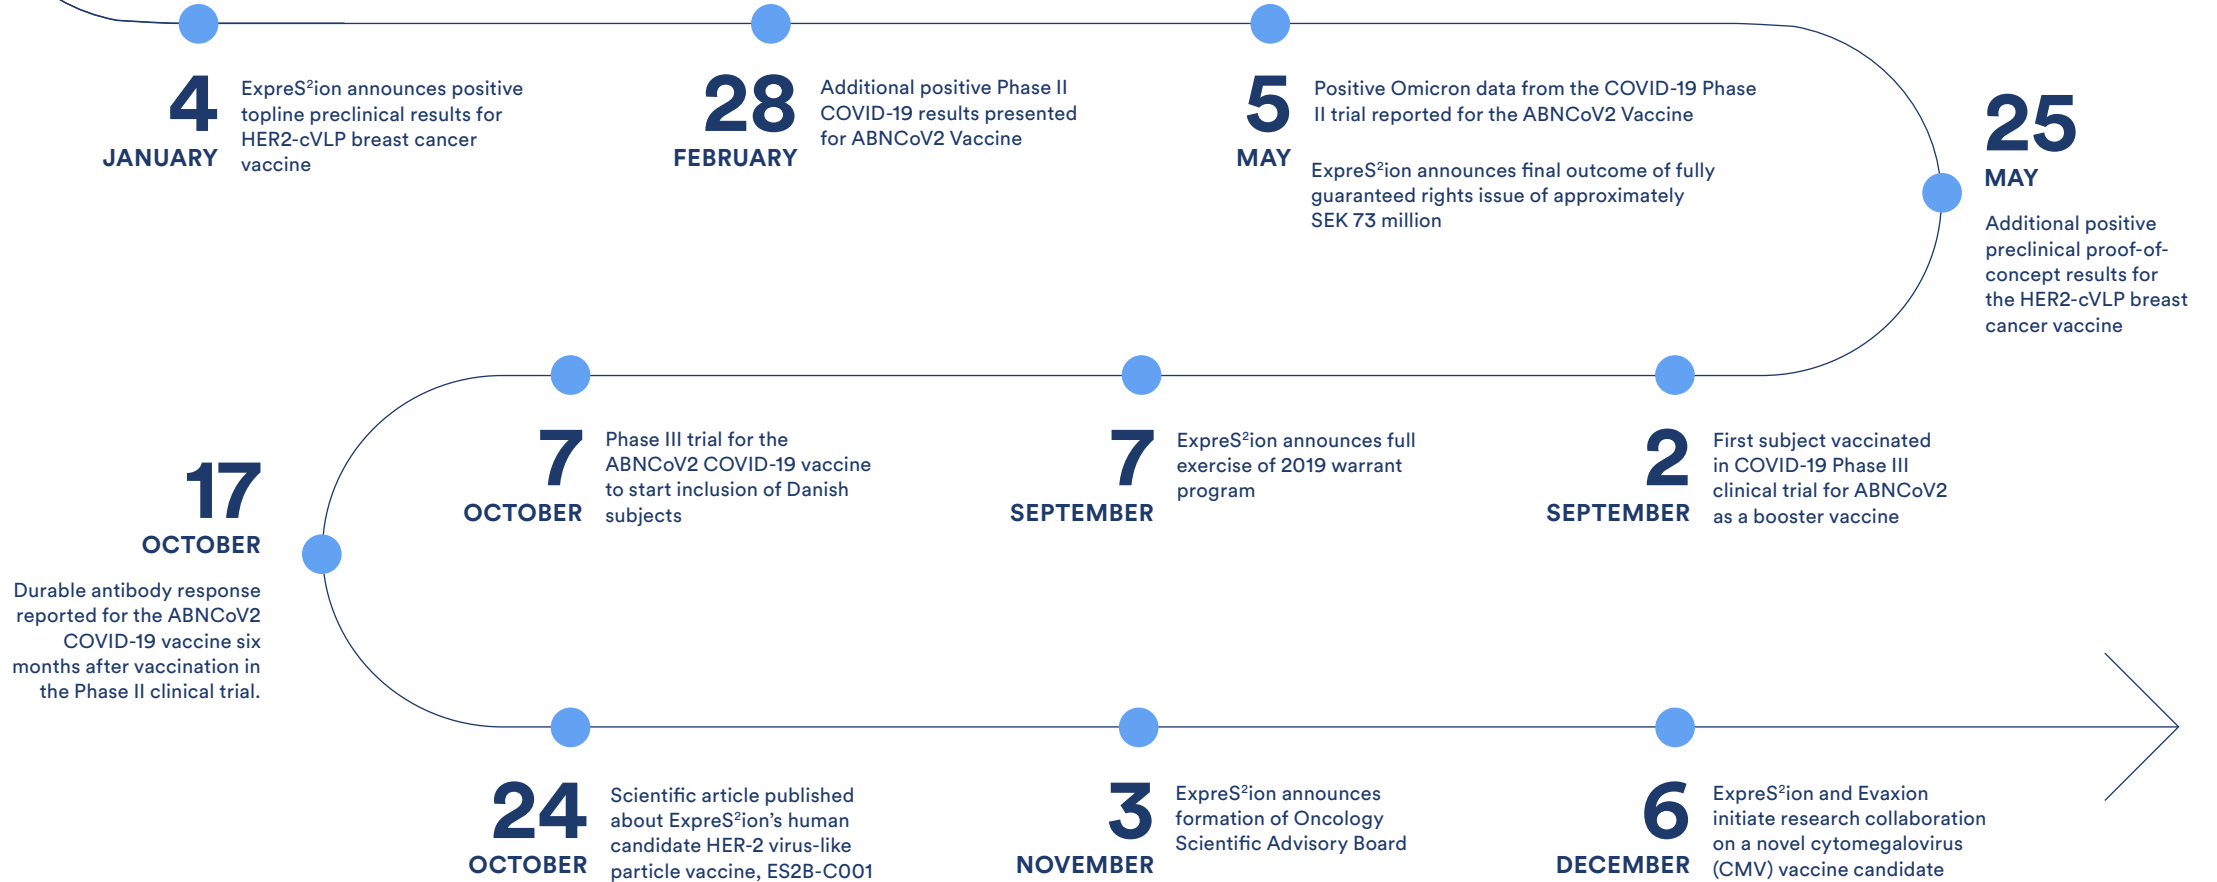 4
JANUARY
ExpreS²ion announces positive
topline preclinical results for
HER2-cVLP breast cancer
vaccine
28
FEBRUARY
Additional positive Phase II
COVID-19 results presented
for ABNCoV2 Vaccine
5
MAY
Positive Omicron data from the COVID-19 Phase
II trial reported for the ABNCoV2 Vaccine
ExpreS²ion announces final outcome of fully
guaranteed rights issue of approximately
SEK 73 million
25
MAY
Additional positive
preclinical proof-of-
concept results for
the HER2-cVLP breast
cancer vaccine
2
SEPTEMBER
First subject vaccinated
in COVID-19 Phase III
clinical trial for ABNCoV2
as a booster vaccine
7
SEPTEMBER
ExpreS²ion announces full
exercise of 2019 warrant
program
7
OCTOBER
Phase III trial for the
ABNCoV2 COVID-19 vaccine
to start inclusion of Danish
subjects
17
OCTOBER
Durable antibody response
reported for the ABNCoV2
COVID-19 vaccine six
months after vaccination in
the Phase II clinical trial.
24
OCTOBER
Scientific article published
about ExpreS²ion’s human
candidate HER-2 virus-like
particle vaccine, ES2B-C001
3
NOVEMBER
ExpreS²ion announces
formation of Oncology
Scientific Advisory Board
6
DECEMBER
ExpreS²ion and Evaxion
initiate research collaboration
on a novel cytomegalovirus
(CMV) vaccine candidate